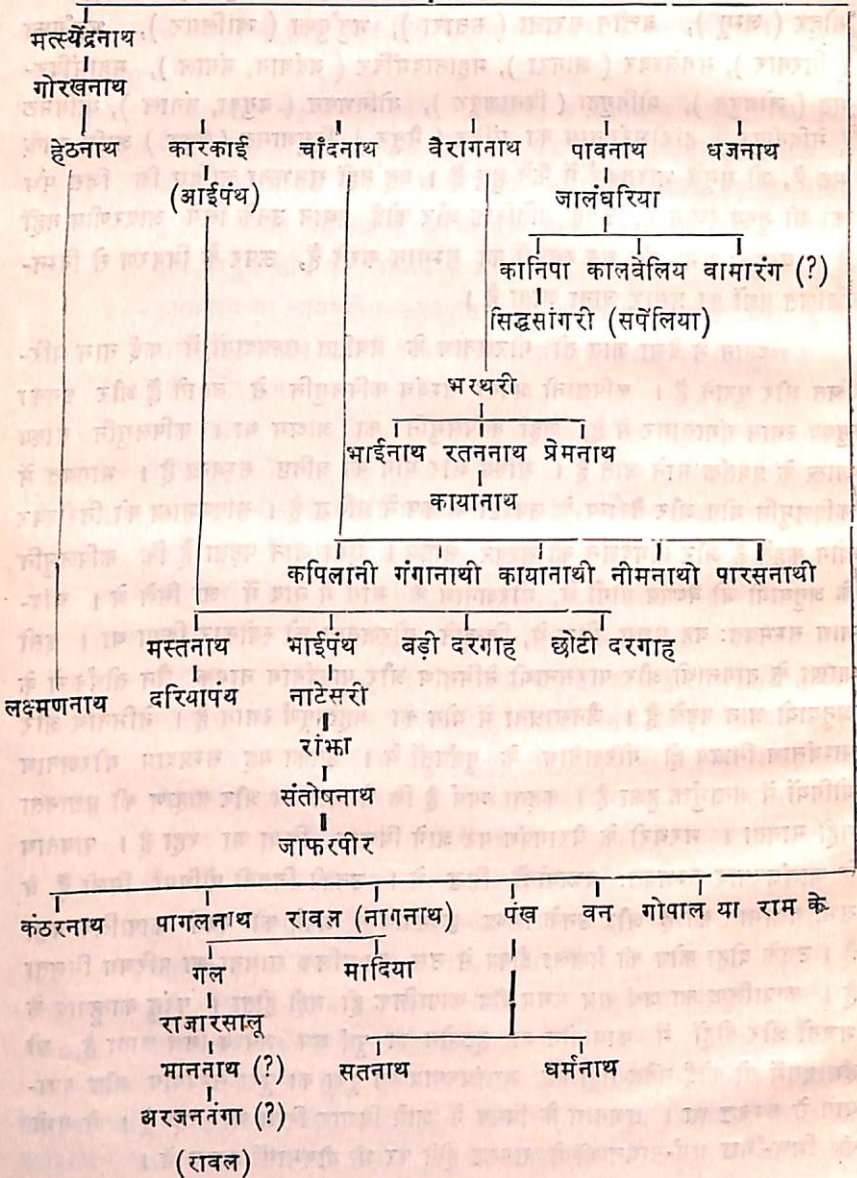 मत्स्येंद्रनाथ
गोरखनाथ
हेठनाथ कारकाई चांदनाथ वैरागनाथ पावनाथ धजनाथ
(आईपंथ) जालंधरिया
कानिपा कालवेलिय वामारंग (?)
सिद्धसांगरी (सपेंलिया)
भरथरी
भाईनाथ रतननाथ प्रेमनाथ
कायानाथ
कपिलानी गंगानाथी कायानाथी नीमनाथो पारसनाथी
मस्तनाथ भाईपंथ वड़ी दरगाह छोटी दरगाह
लक्ष्मणनाथ दरियापंथ नाटेसरी
रांझा
संतोषनाथ
जाफरपीर
कंठरनाथ पागलनाथ रावल (नागनाथ) पंख वन गोपाल या राम के
गल मादिया
राजारसालू
माननाथ (?) सतनाथ धर्मनाथ
अरजननंगा (?)
(रावल)